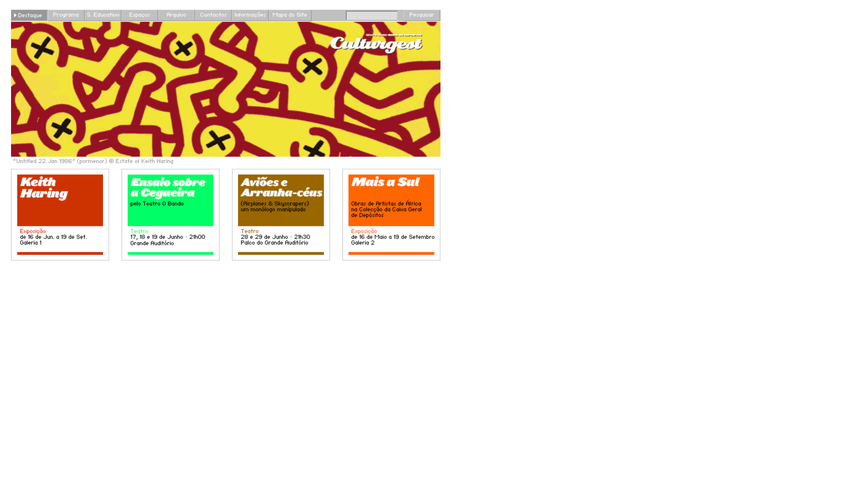 Destaque Programa S. Educativo Espaços Arquivo Contactos Informações Mapa do Site Pesquisar
Culturgest
"Untitled 22 Jan 1986" (pormenor) © Estate of Keith Haring
Keith
Haring
Exposição
de 16 de Jun. a 19 de Set.
Galeria 1
Ensaio sobre
a Cegueira
pelo Teatro O Bando
Teatro
17, 18 e 19 de Junho · 21h00
Grande Auditório
Aviões e
Arranha-céus
(Airplanes & Skyscrapers)
um monólogo manipulado
Teatro
28 e 29 de Junho · 21h30
Palco do Grande Auditório
Mais a Sul
Obras de Artistas de África
na Colecção da Caixa Geral
de Depósitos
Exposição
de 16 de Maio a 19 de Setembro
Galeria 2